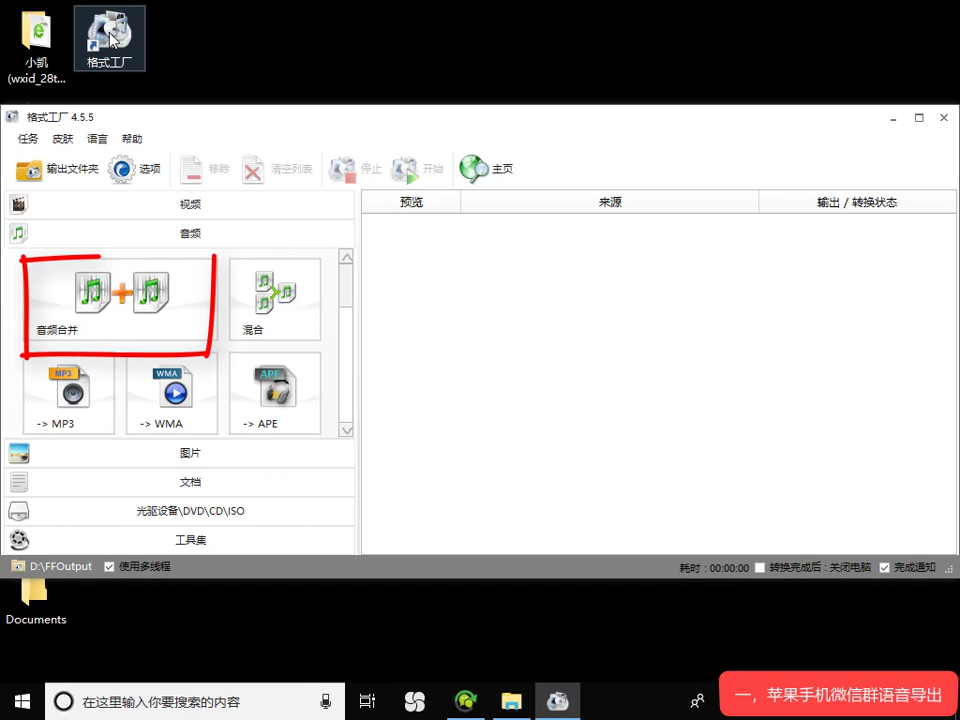 小凯
(wxid_28t...
格式工厂
格式工厂 4.5.5
任务 皮肤 语言 帮助
输出文件夹 选项 移除 清空列表 停止 开始 主页
视频
预览 来源 输出 / 转换状态
音频
音频合并
混合
MP3
WMA
APE
-> MP3
-> WMA
-> APE
图片
文档
光驱设备\DVD\CD\ISO
工具集
D:\FFOutput 使用多线程
耗时 : 00:00:00 转换完成后 : 关闭电脑 完成通知
Documents
在这里输入你要搜索的内容
一，苹果手机微信群语音导出